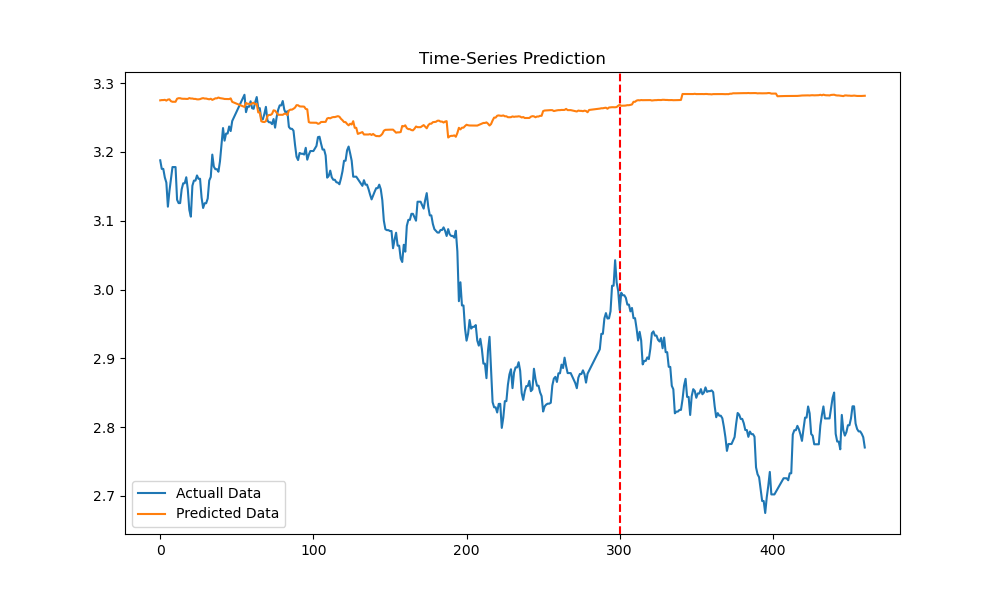 Time-Series Prediction
3.3
3.2
3.1
3.0
2.9
2.8
2.7
Actuall Data
Predicted Data
0 100 200 300 400